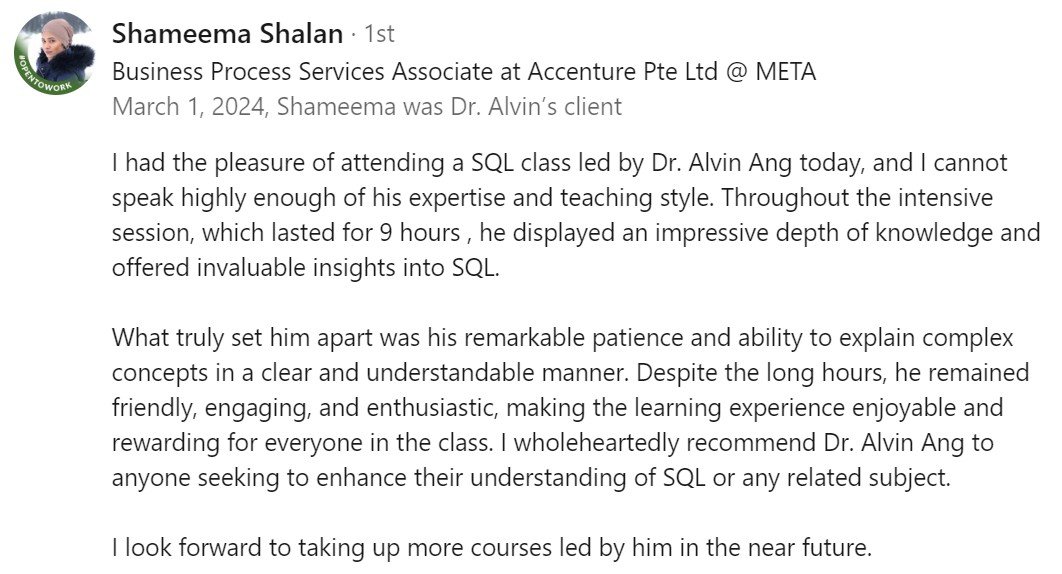 Shameema Shalan · 1st
Business Process Services Associate at Accenture Pte Ltd @ META
March 1, 2024, Shameema was Dr. Alvin’s client
#OPENTOWORK
I had the pleasure of attending a SQL class led by Dr. Alvin Ang today, and I cannot
speak highly enough of his expertise and teaching style. Throughout the intensive
session, which lasted for 9 hours , he displayed an impressive depth of knowledge and
offered invaluable insights into SQL.
What truly set him apart was his remarkable patience and ability to explain complex
concepts in a clear and understandable manner. Despite the long hours, he remained
friendly, engaging, and enthusiastic, making the learning experience enjoyable and
rewarding for everyone in the class. I wholeheartedly recommend Dr. Alvin Ang to
anyone seeking to enhance their understanding of SQL or any related subject.
I look forward to taking up more courses led by him in the near future.